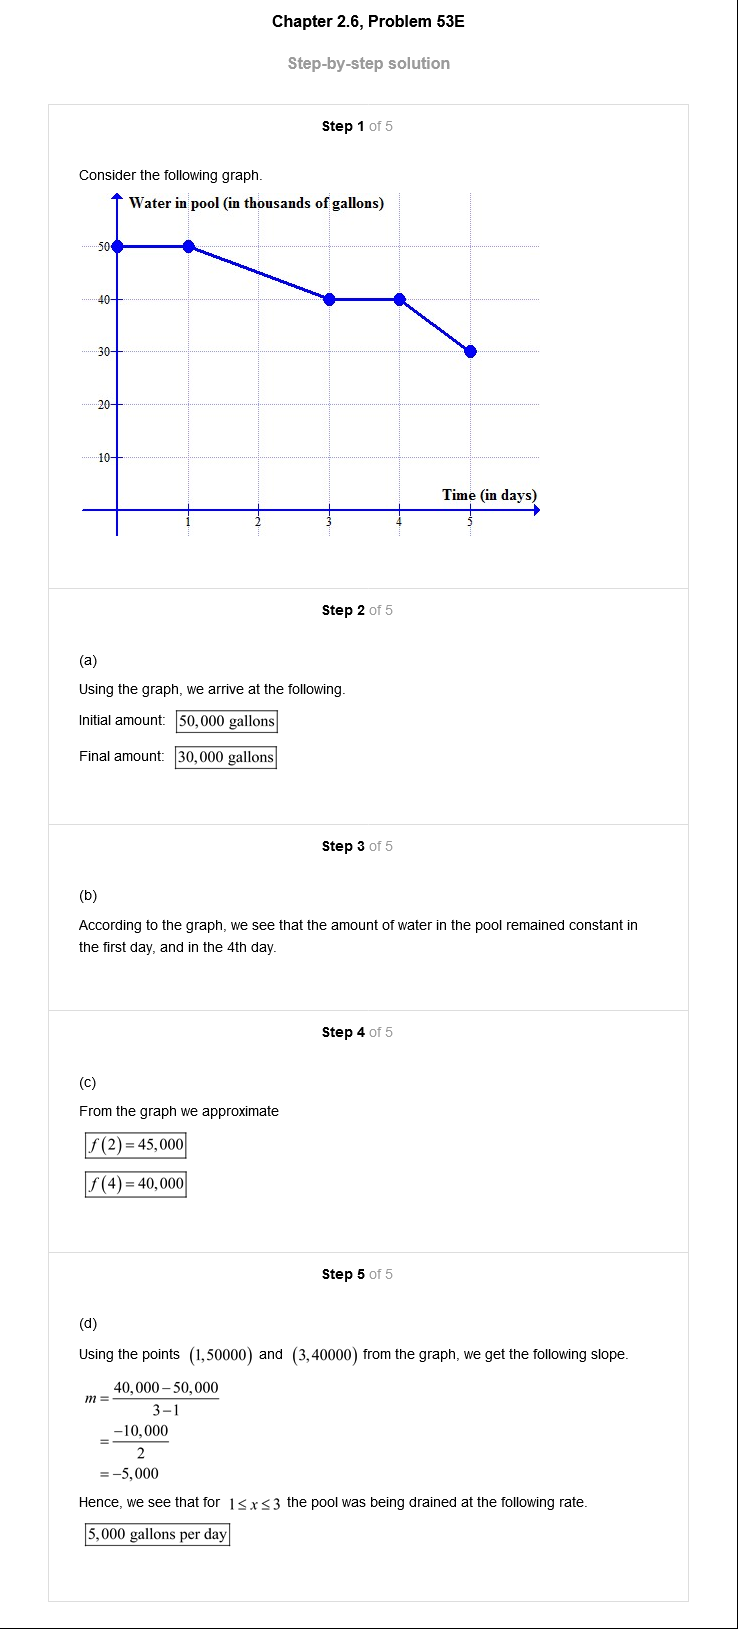 Chapter 2.6, Problem 53E
Step-by-step solution
Step 1 of 5
Consider the following graph.
Water in pool (in thousands of gallons)
50
40
30
20
10
Time (in days)
1 2 3 4 5
Step 2 of 5
(a)
Using the graph, we arrive at the following.
Initial amount: 50,000 gallons
Final amount: 30,000 gallons
Step 3 of 5
(b)
According to the graph, we see that the amount of water in the pool remained constant in
the first day, and in the 4th day.
Step 4 of 5
(c)
From the graph we approximate
f(2) = 45,000
f(4) = 40,000
Step 5 of 5
(d)
Using the points (1,50000) and (3,40000) from the graph, we get the following slope.
m = 40,000 − 50,000
3 − 1
= −10,000
2
= −5,000
Hence, we see that for 1 ≤ x ≤ 3 the pool was being drained at the following rate.
5,000 gallons per day